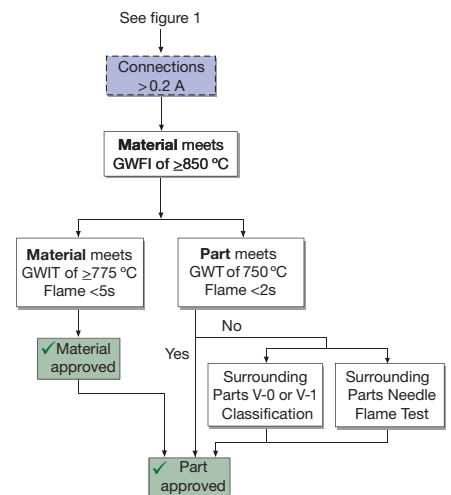 See figure 1
Connections
>0.2 A
Material meets
GWFI of ≥850 ºC
Material meets
GWIT of ≥775 ºC
Flame <5s
Part meets
GWT of 750ºC
Flame <2s
No
Yes
✓Material
approved
Surrounding
Parts V-0 or V-1
Classification
Surrounding
Parts Needle
Flame Test
✓ Part
approved